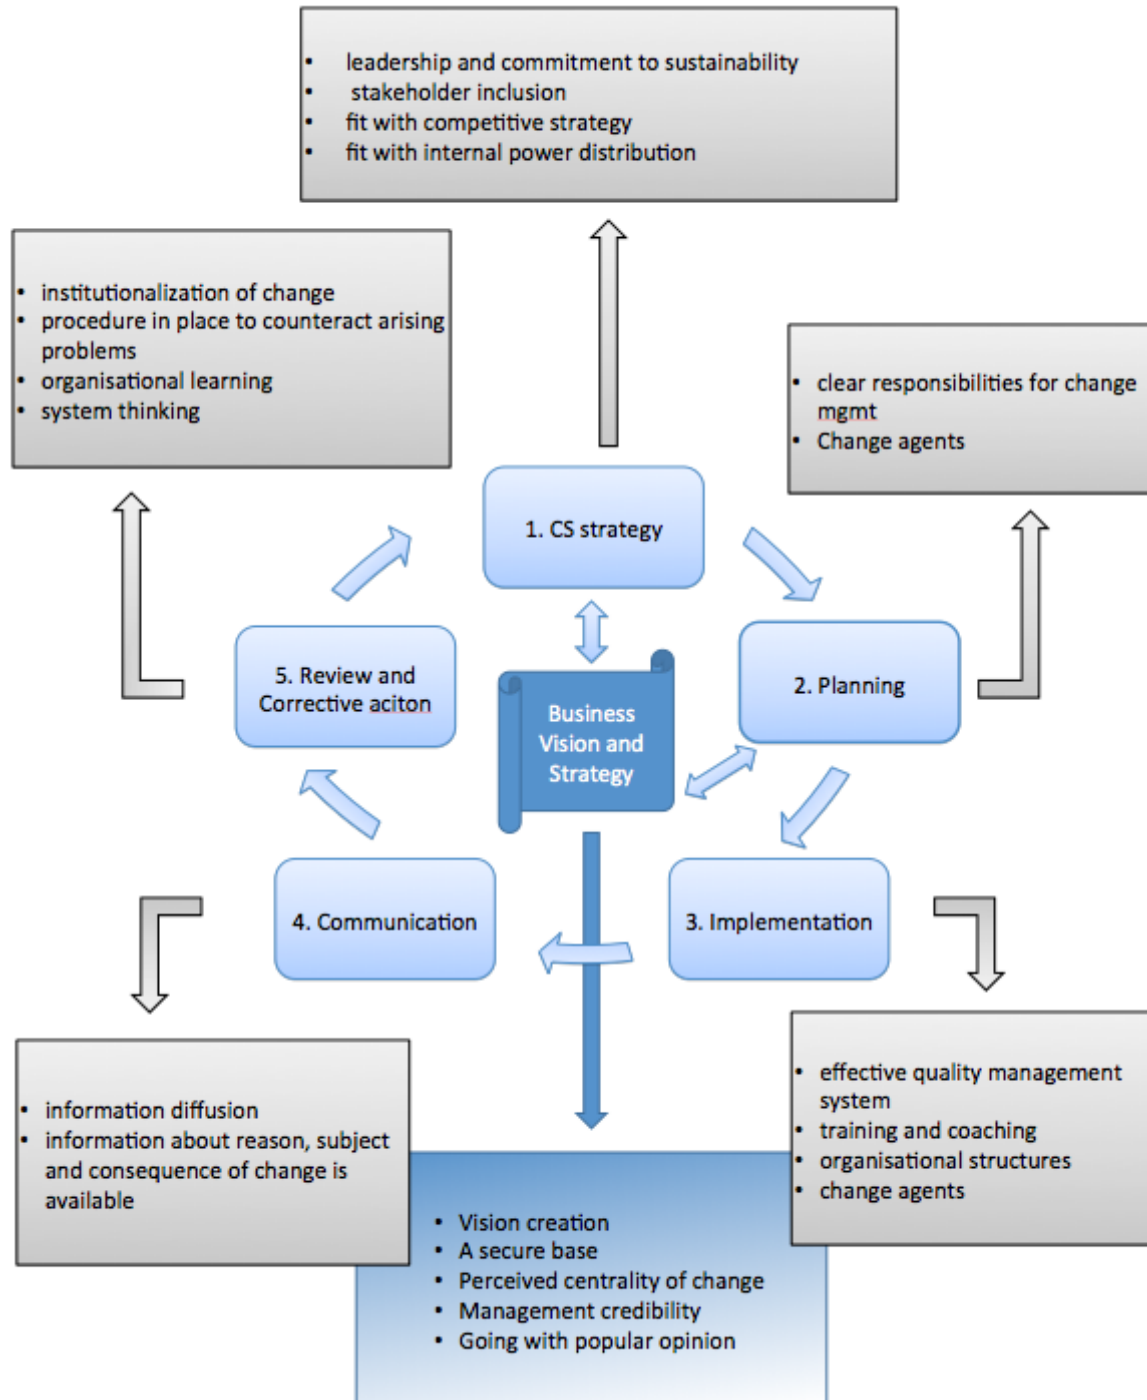 • leadership and commitment to sustainability
• stakeholder inclusion
• fit with competitive strategy
• fit with internal power distribution
• institutionalization of change
• procedure in place to counteract arising
problems
• organisational learning
• system thinking
• clear responsibilities for change
mgmt
• Change agents
1. CS strategy
5. Review and
Corrective aciton
2. Planning
Business
Vision and
Strategy
4. Communication
3. Implementation
• information diffusion
• information about reason, subject
and consequence of change is
available
• effective quality management
system
• training and coaching
• organisational structures
• change agents
• Vision creation
• A secure base
• Perceived centrality of change
• Management credibility
• Going with popular opinion